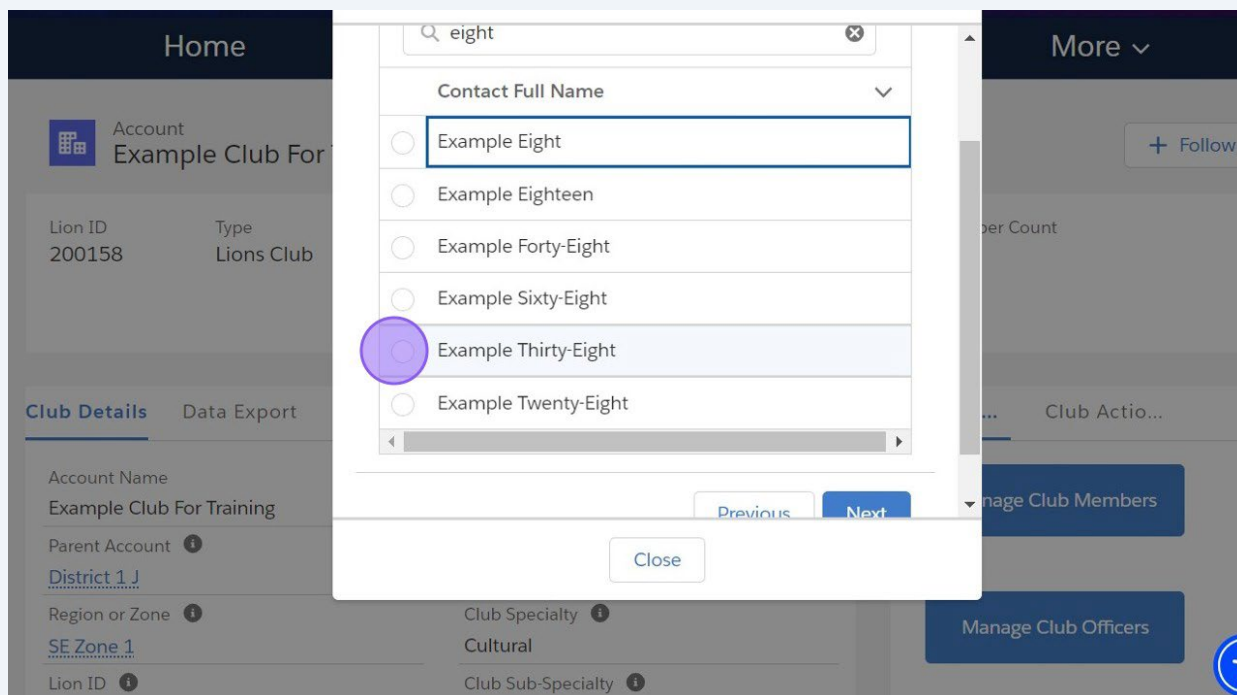 Home
eight
More
Account
Example Club For
Follow
Lion ID
200158
Type
Lions Club
Contact Full Name
Example Eight
Example Eighteen
Example Forty-Eight
Example Sixty-Eight
Example Thirty-Eight
Example Twenty-Eight
Count
Club Details
Data Export
...
Club Actio...
Previous
Next
Close
Account Name
Example Club For Training
Parent Account
District 1 J
Region or Zone
SE Zone 1
Lion ID
Club Specialty
Cultural
Club Sub-Specialty
nage Club Members
Manage Club Officers